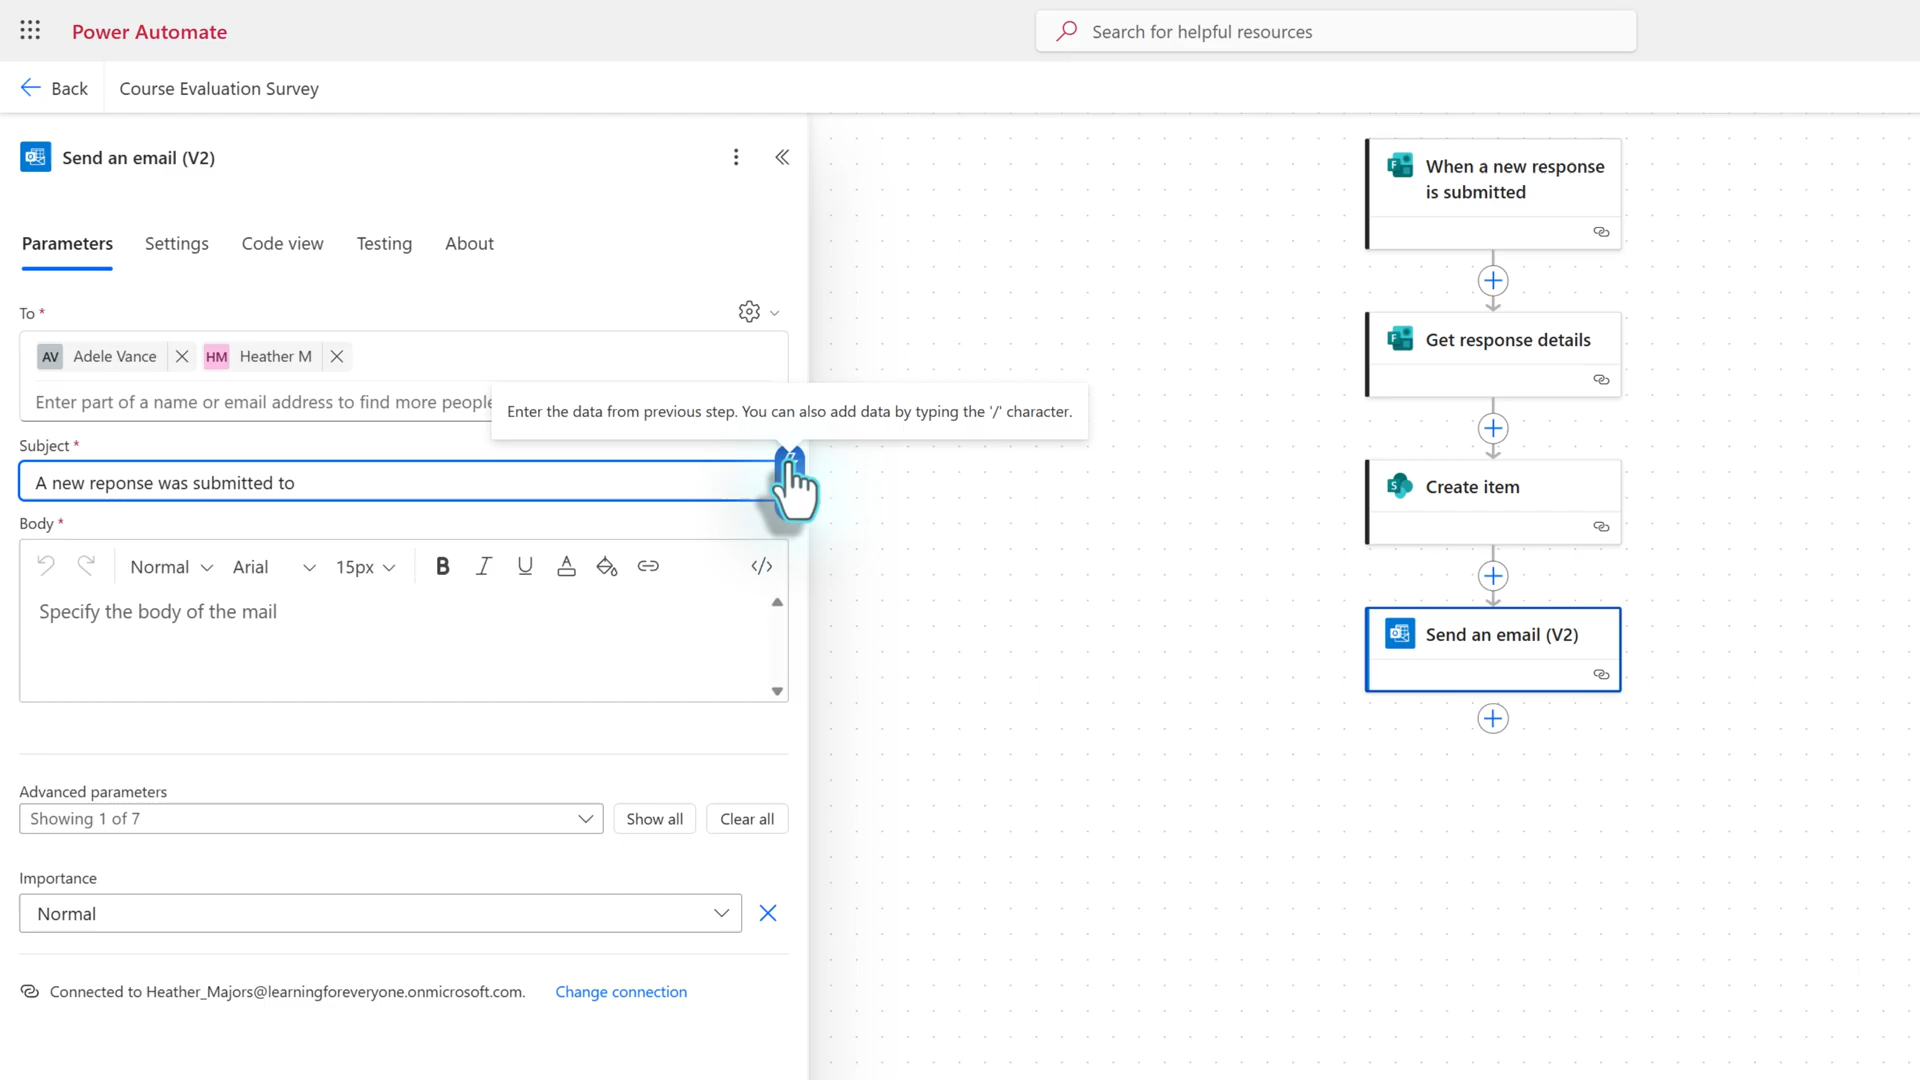 Power Automate
Search for helpful resources
Back
Course Evaluation Survey
Send an email (V2)
Parameters
Settings
Code view
Testing
About
To *
AV
Adele Vance
HM
Heather M
Enter part of a name or email address to find more people
Enter the data from previous step. You can also add data by typing the '/' character.
Subject *
A new reponse was submitted to
Body *
Normal
Arial
15px
B
I
U
A
</>
Specify the body of the mail
Advanced parameters
Showing 1 of 7
Show all
Clear all
Importance
Normal
Connected to Heather_Majors@learningforeveryone.onmicrosoft.com.
Change connection
When a new response
is submitted
Get response details
Create item
Send an email (V2)